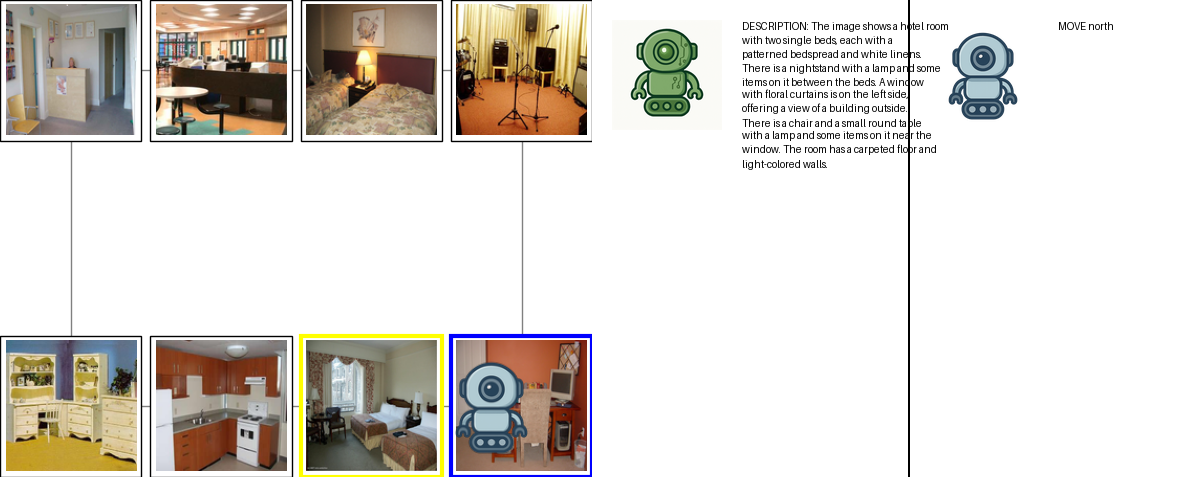 DESCRIPTION: The image shows a hotel room
with two single beds, each with a
patterned bedspread and white linens.
There is a nightstand with a lamp and some
items on it between the beds. A window
with floral curtains is on the left side,
offering a view of a building outside.
There is a chair and a small round table
with a lamp and some items on it near the
window. The room has a carpeted floor and
light-colored walls.
MOVE north